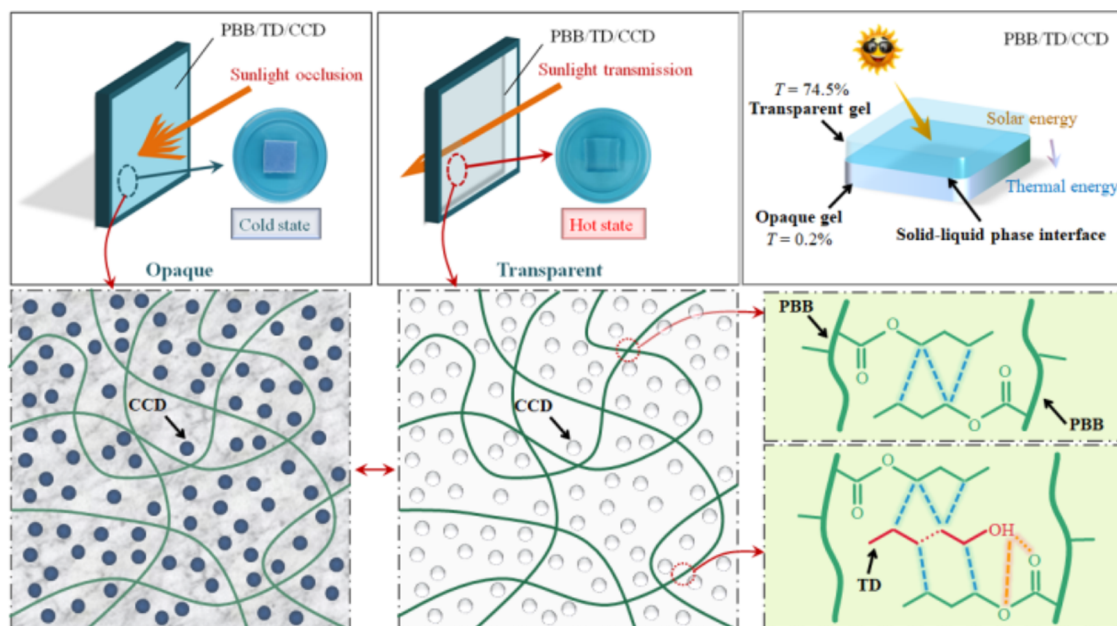 PBB/TD/CCD
Sunlight occlusion
Cold state
Opaque
PBB/TD/CCD
Sunlight transmission
Hot state
Transparent
PBB/TD/CCD
T = 74.5%
Transparent gel
Solar energy
Thermal energy
Opaque gel
T = 0.2%
Solid-liquid phase interface
CCD
CCD
PBB
O
O
O
O
PBB
O
O
OH
O
TD
O